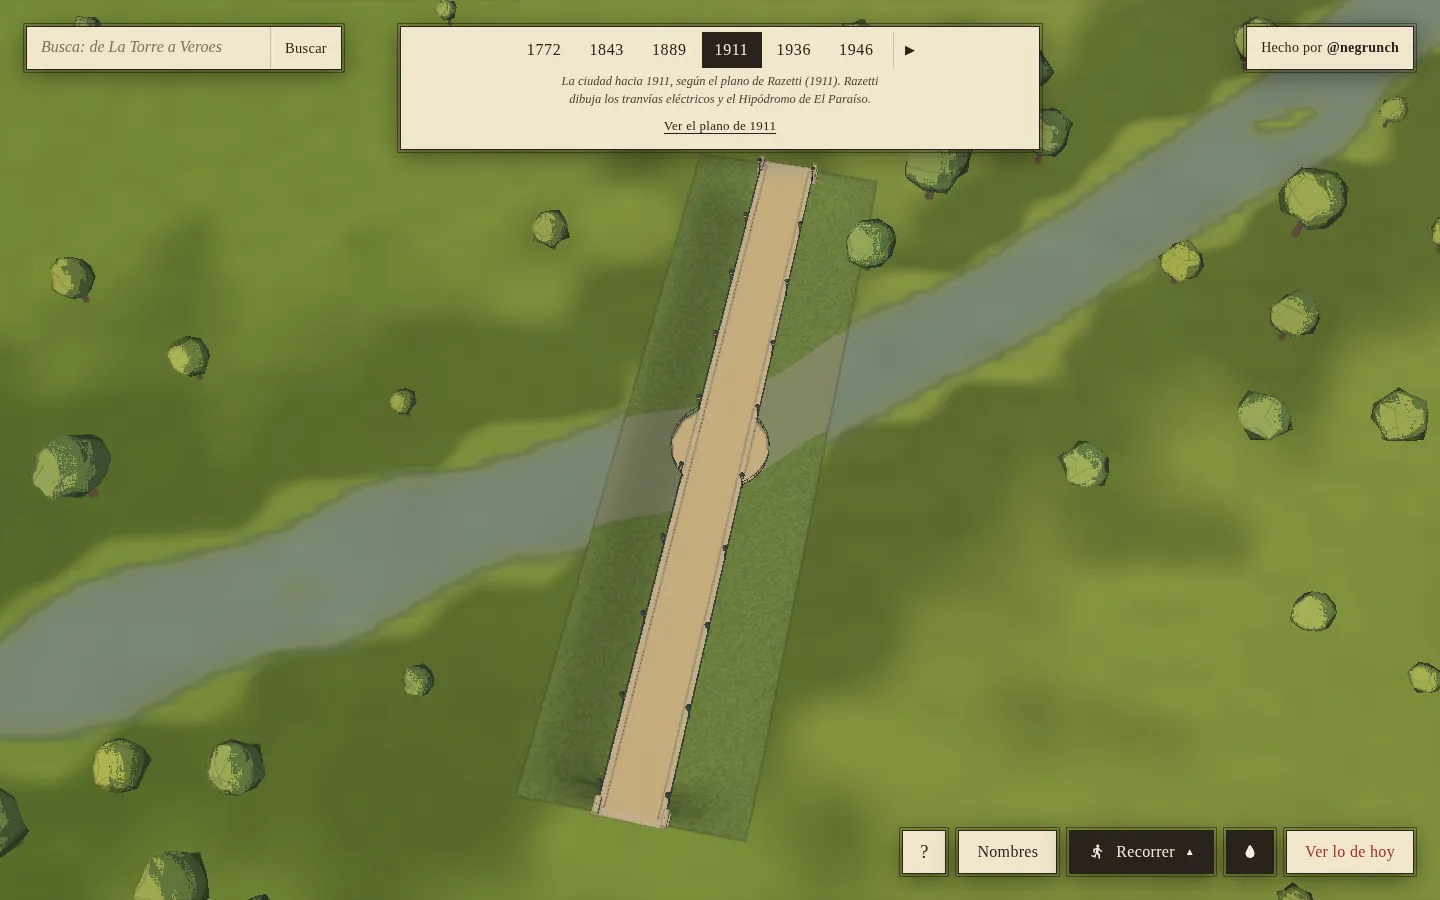 Busca: de La Torre a Veroes
Buscar
1772 1843 1889 1911 1936 1946 ▶
La ciudad hacia 1911, según el plano de Razetti (1911). Razetti
dibuja los tranvías eléctricos y el Hipódromo de El Paraíso.
Ver el plano de 1911
Hecho por @negrunch
?
Nombres
Recorrer ▲
Ver lo de hoy